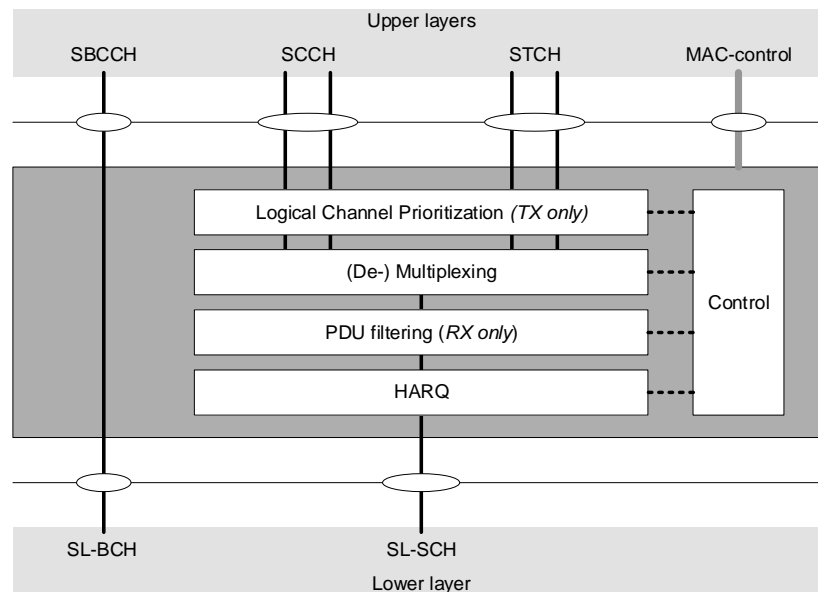 Upper layers
SBCCH SCCH STCH MAC-control
Logical Channel Prioritization (TX only)
(De-) Multiplexing
Control
PDU filtering (RX only)
HARQ
SL-BCH SL-SCH
Lower layer